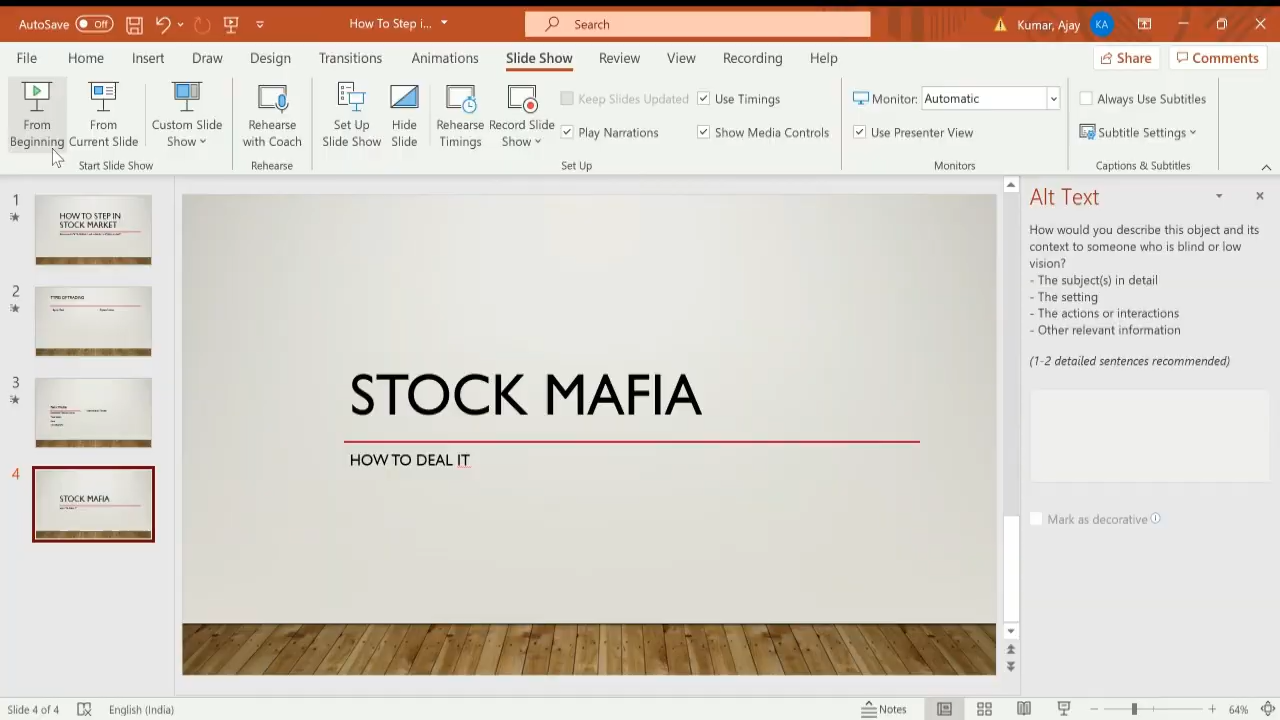 AutoSave Off How To Step i... Search Kumar, Ajay KA
File Home Insert Draw Design Transitions Animations Slide Show Review View Recording Help Share Comments
From Beginning
From Current Slide
Custom Slide Show
Start Slide Show
Rehearse with Coach
Rehearse
Set Up Slide Show
Hide Slide
Rehearse Timings
Record Slide Show
Keep Slides Updated
Use Timings
Play Narrations
Show Media Controls
Set Up
Monitor: Automatic
Use Presenter View
Monitors
Always Use Subtitles
Subtitle Settings
Captions & Subtitles
1
HOW TO STEP IN
STOCK MARKET
2
TYPES OF TRADING
3
4
STOCK MAFIA
HOW TO DEAL IT
STOCK MAFIA
HOW TO DEAL IT
Alt Text
How would you describe this object and its
context to someone who is blind or low
vision?
- The subject(s) in detail
- The setting
- The actions or interactions
- Other relevant information
(1-2 detailed sentences recommended)
Mark as decorative
Slide 4 of 4 English (India) Notes 64%